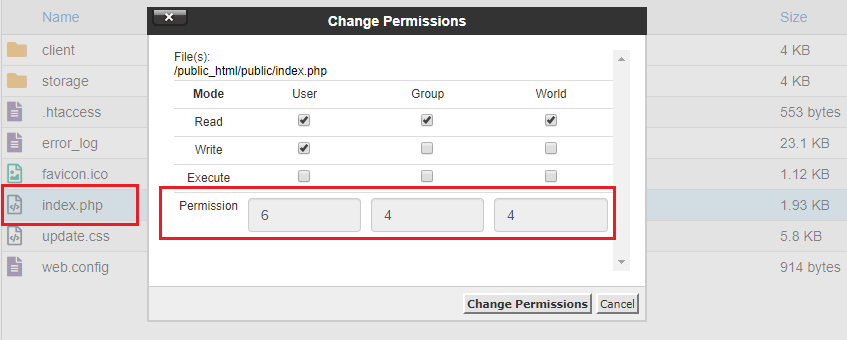 Name Size
× Change Permissions
client 4 KB
File(s):
/public_html/public/index.php
storage 4 KB
Mode User Group World
.htaccess 553 bytes
Read
error_log 23.1 KB
Write
favicon.ico 1.12 KB
Execute
index.php 1.93 KB
Permission 6 4 4
update.css 5.8 KB
web.config 914 bytes
Change Permissions Cancel